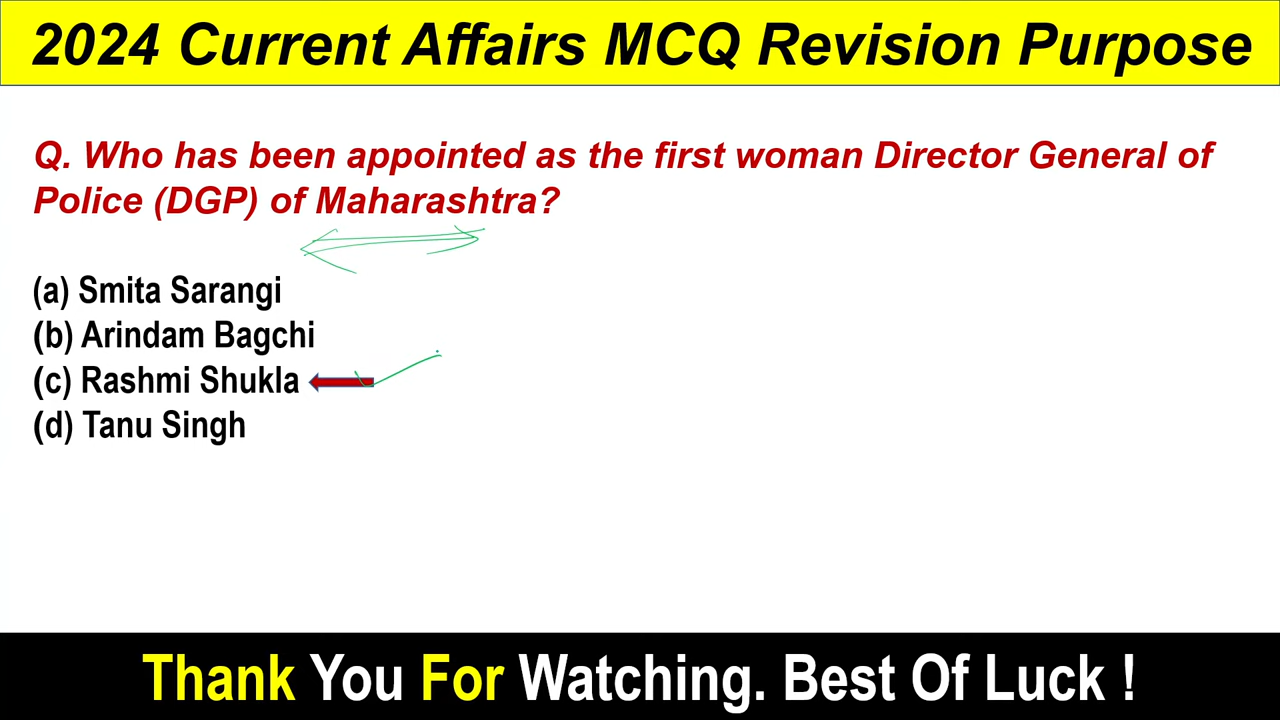 2024 Current Affairs MCQ Revision Purpose
Q. Who has been appointed as the first woman Director General of
Police (DGP) of Maharashtra?
(a) Smita Sarangi
(b) Arindam Bagchi
(c) Rashmi Shukla
(d) Tanu Singh
Thank You For Watching. Best Of Luck !